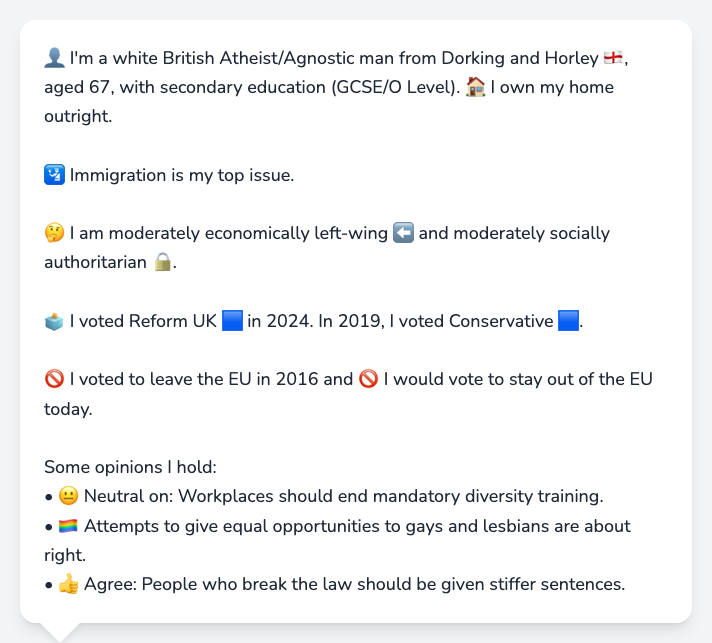 👤 I'm a white British Atheist/Agnostic man from Dorking and Horley 🏴󠁧󠁢󠁥󠁮󠁧󠁿,
aged 67, with secondary education (GCSE/O Level). 🏠 I own my home
outright.
🛂 Immigration is my top issue.
🤔 I am moderately economically left-wing ⬅️ and moderately socially
authoritarian 🔒.
🗳️ I voted Reform UK 🟦 in 2024. In 2019, I voted Conservative 🟦.
🚫 I voted to leave the EU in 2016 and 🚫 I would vote to stay out of the EU
today.
Some opinions I hold:
• 😐 Neutral on: Workplaces should end mandatory diversity training.
• 🏳️‍🌈 Attempts to give equal opportunities to gays and lesbians are about
right.
• 👍 Agree: People who break the law should be given stiffer sentences.